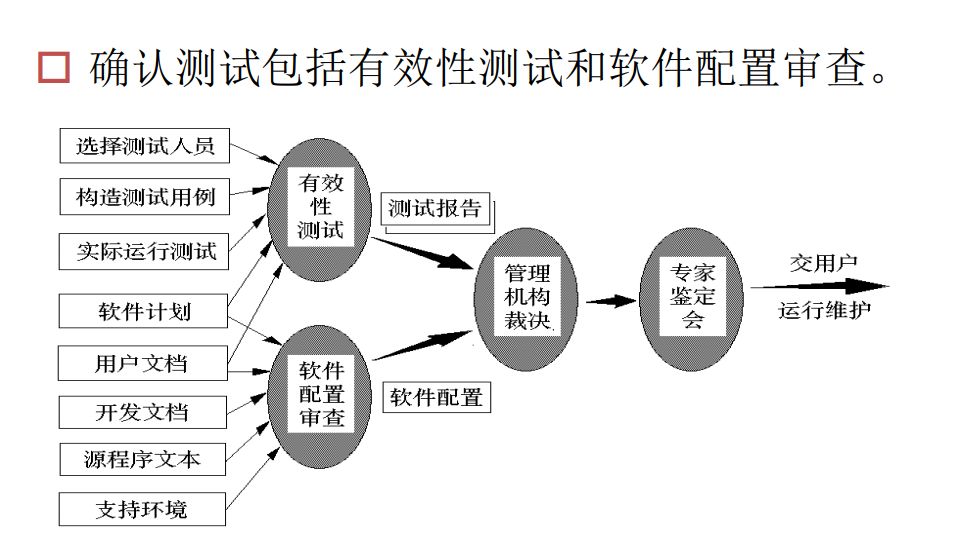 确认测试包括有效性测试和软件配置审查。
选择测试人员
构造测试用例
实际运行测试
软件计划
用户文档
开发文档
源程序文本
支持环境
有效
性
测试
软件
配置
审查
测试报告
软件配置
管理
机构
裁决
专家
鉴定
会
交用户
运行维护